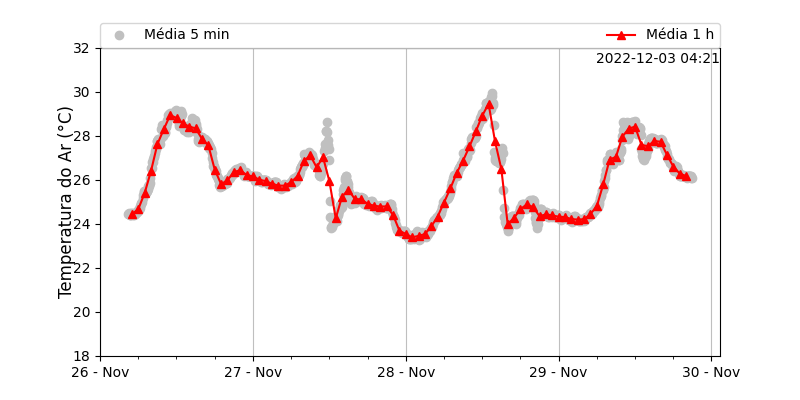 Média 5 min
Média 1 h
2022-12-03 04:21
Temperatura do Ar (°C)
32
30
28
26
24
22
20
18
26 - Nov
27 - Nov
28 - Nov
29 - Nov
30 - Nov